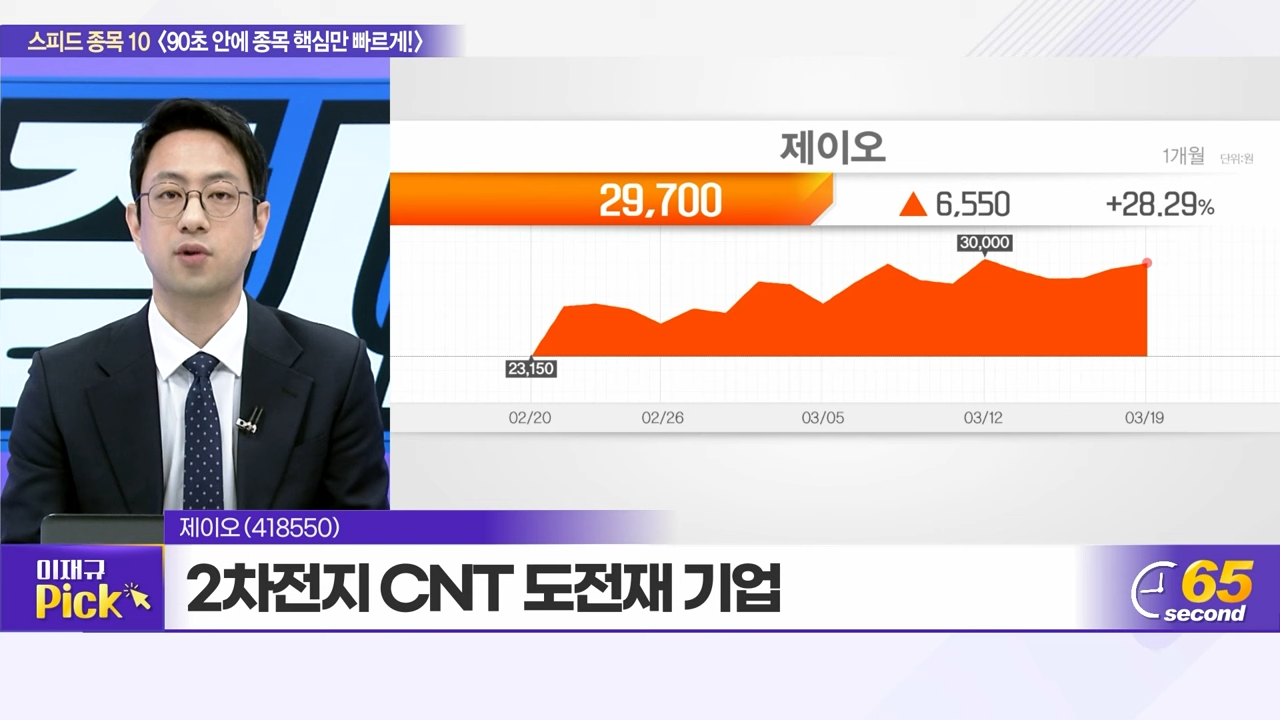 스피드 종목 10 〈90초 안에 종목 핵심만 빠르게!〉
제이오
1개월 단위:원
29,700 ▲ 6,550 +28.29%
30,000
23,150
02/20 02/26 03/05 03/12 03/19
제이오(418550)
이재규
Pick
2차전지 CNT 도전재 기업
65
second